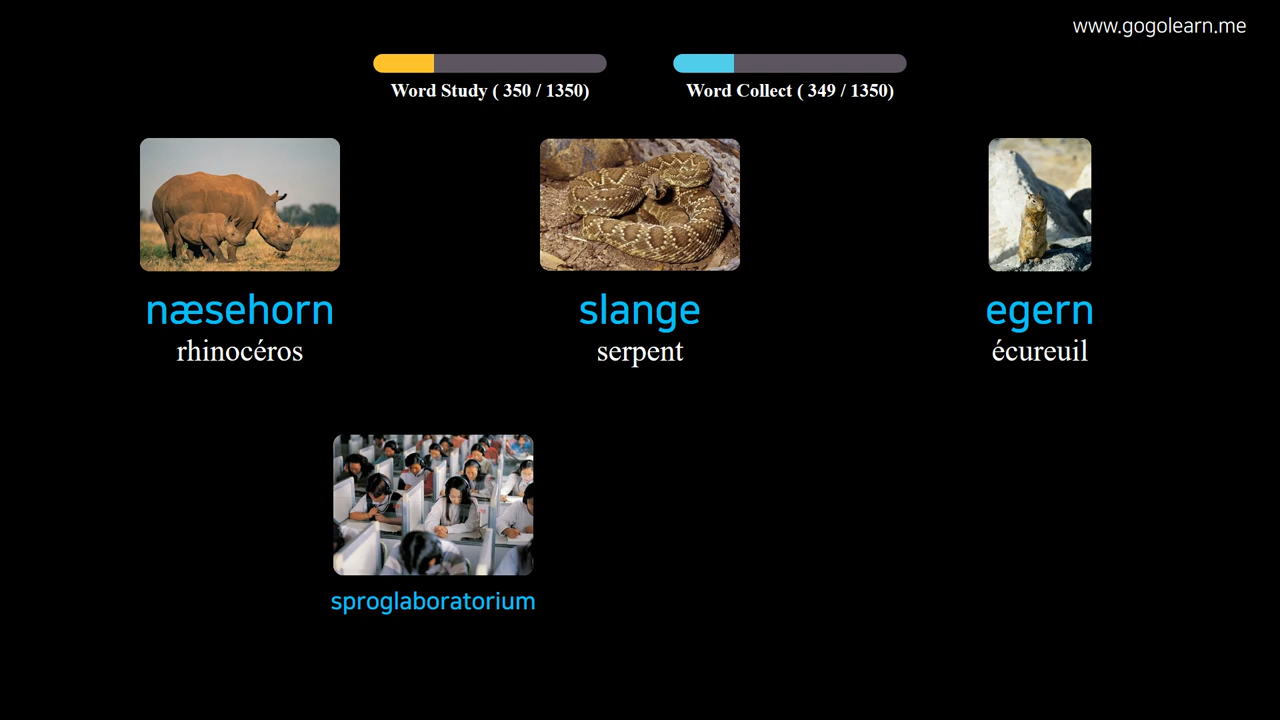 www.gogolearn.me
Word Study ( 350 / 1350)
Word Collect ( 349 / 1350)
næsehorn
slange
egern
rhinocéros
serpent
écureuil
sproglaboratorium